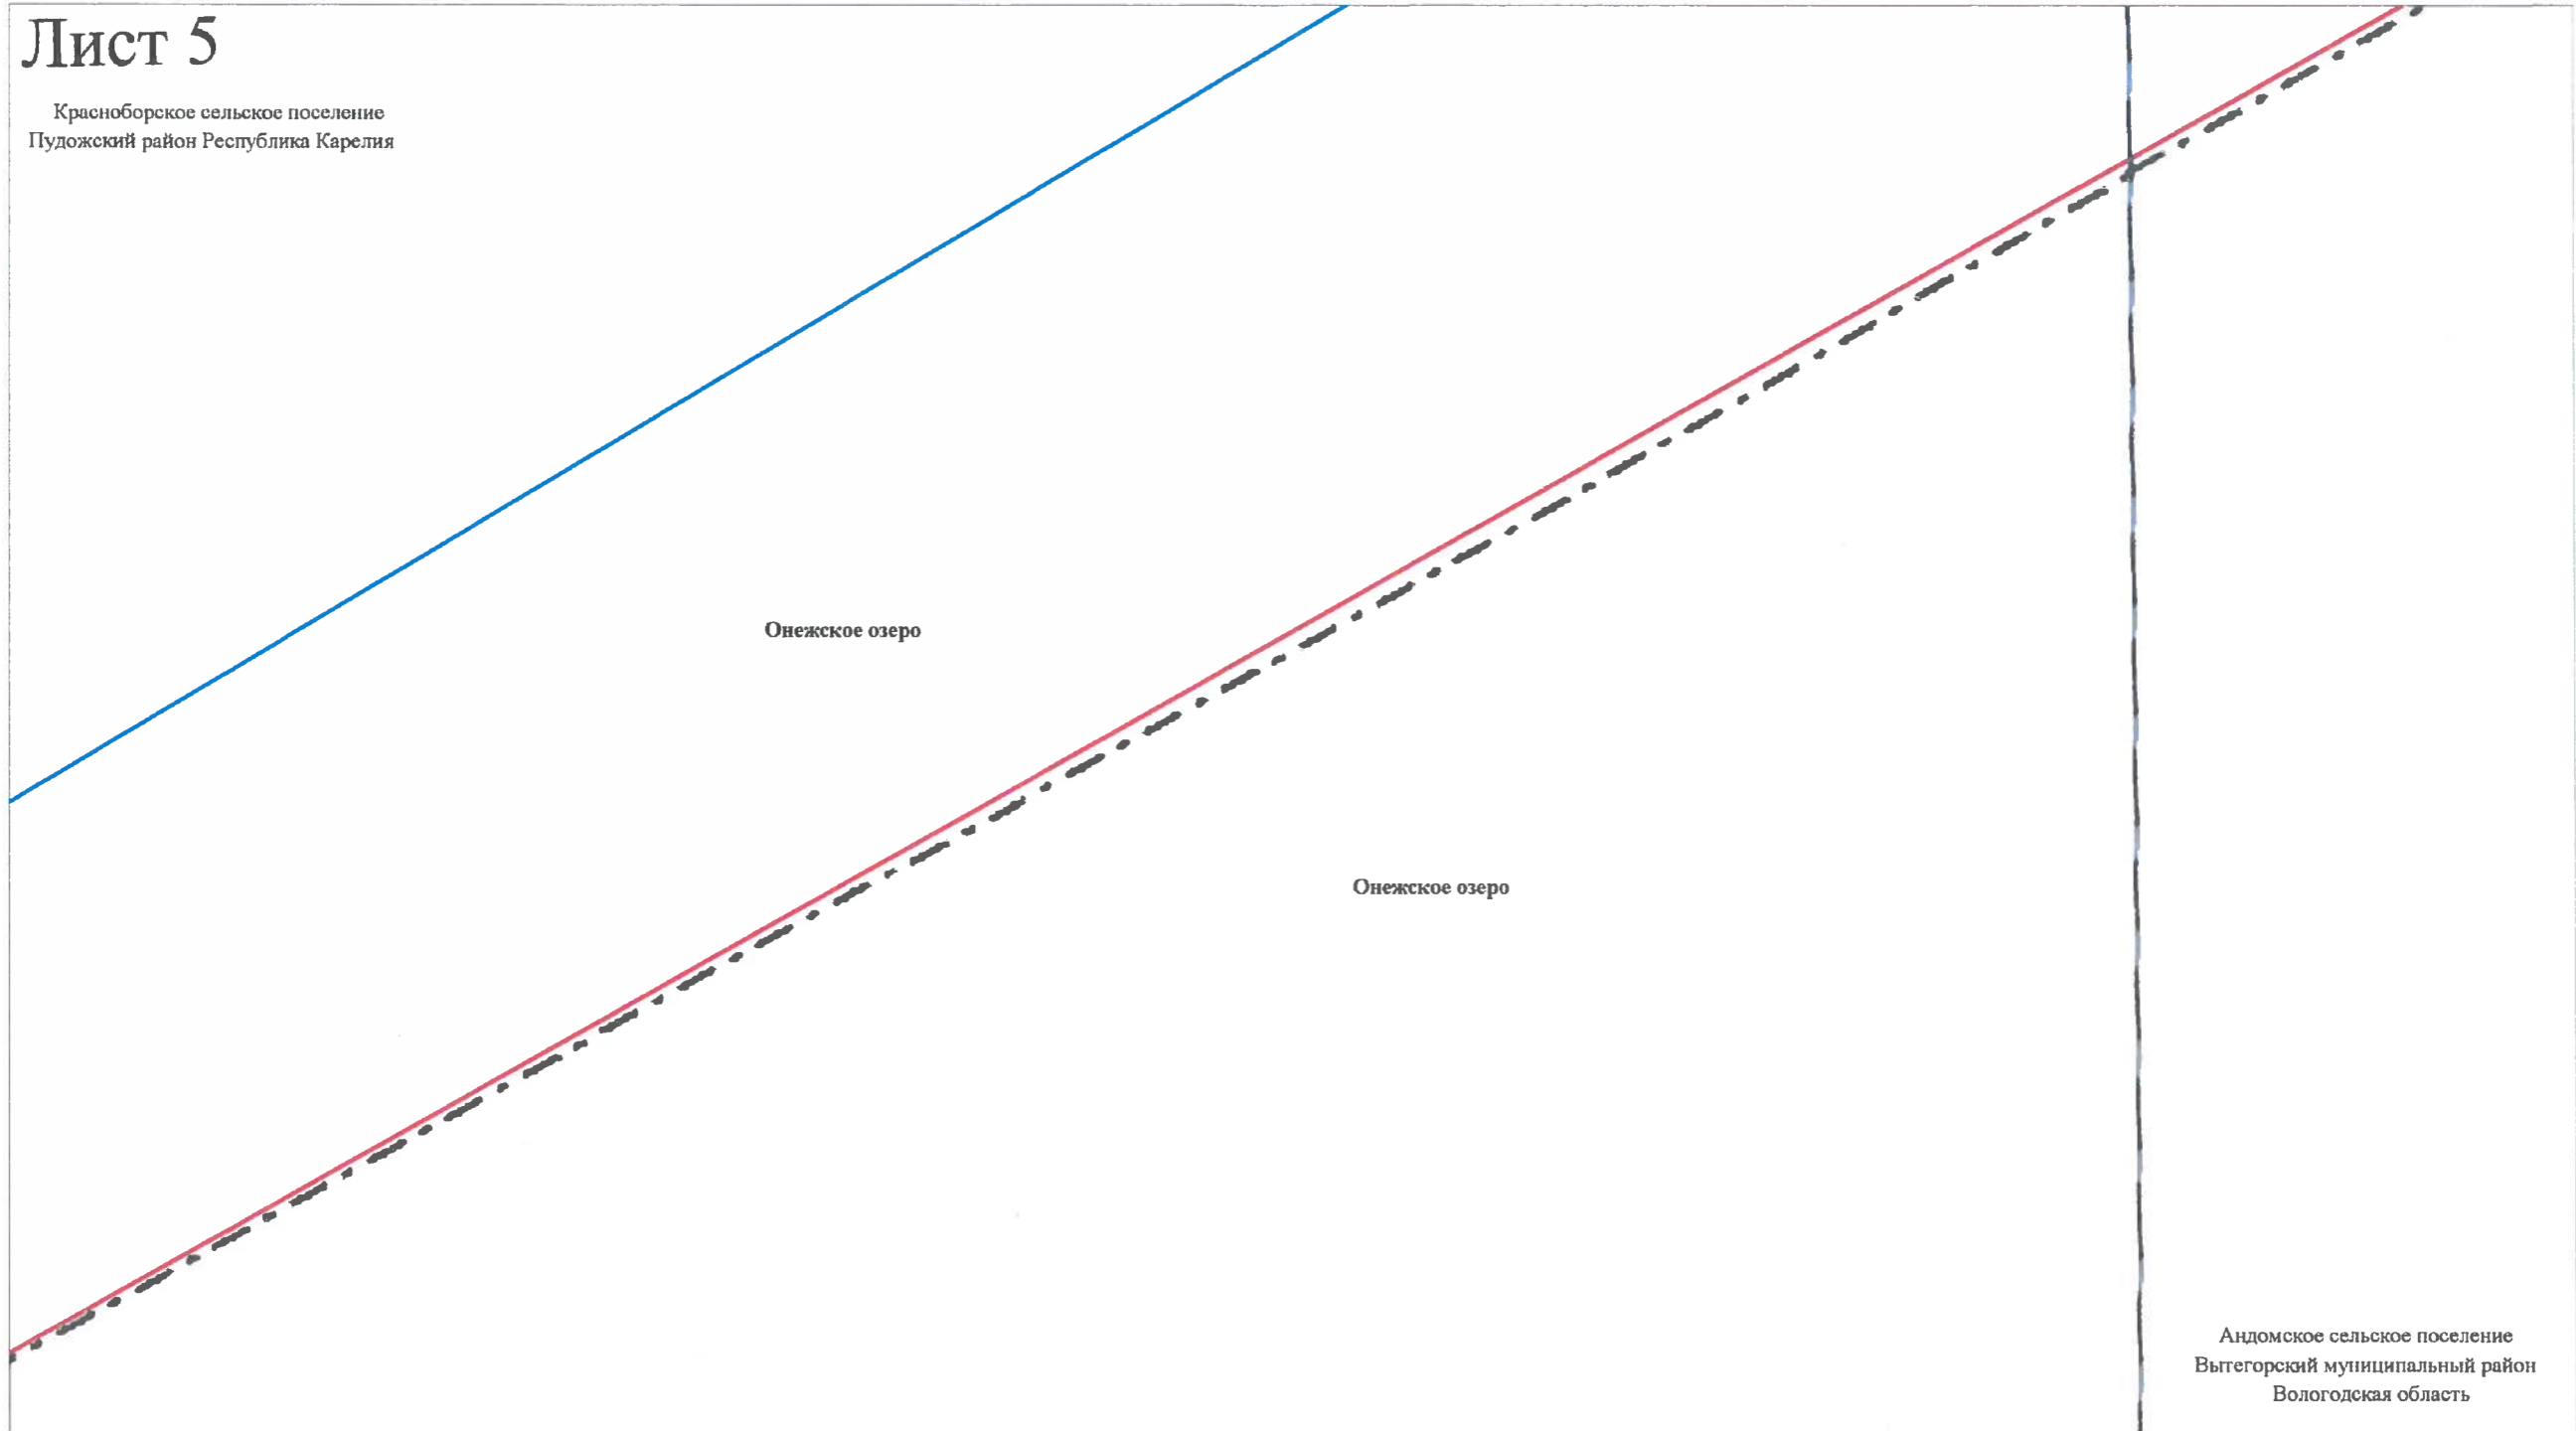 Лист 5
Красноборское сельское поселение
Пудожский район Республика Карелия
Онежское озеро
Онежское озеро
Андомское сельское поселение
Вытегорский муниципальный район
Вологодская область